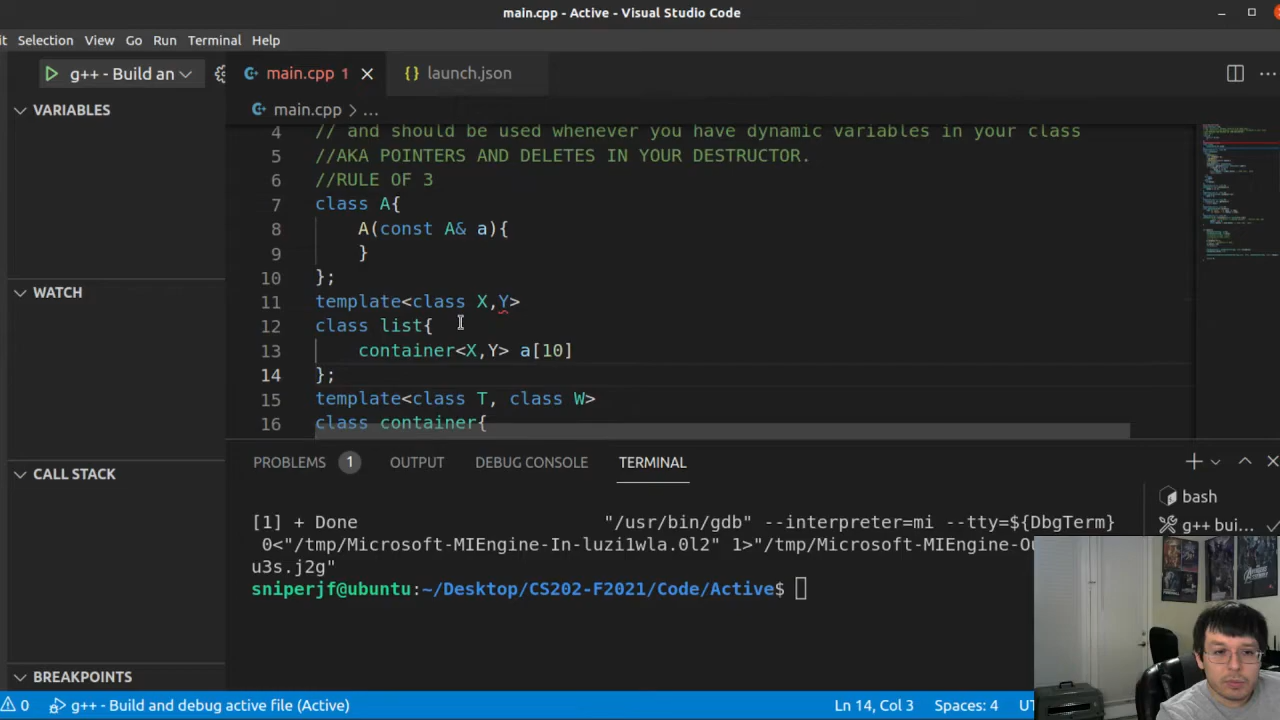 main.cpp - Active - Visual Studio Code
it Selection View Go Run Terminal Help
g++ - Build an
main.cpp 1
launch.json
VARIABLES
main.cpp > ...
4 // and should be used whenever you have dynamic variables in your class
5 //AKA POINTERS AND DELETES IN YOUR DESTRUCTOR.
6 //RULE OF 3
7 class A{
8 A(const A& a){
9 }
10 };
11 template<class X,Y>
12 class list{
13 container<X,Y> a[10]
14 };
15 template<class T, class W>
16 class container{
WATCH
CALL STACK
BREAKPOINTS
PROBLEMS 1 OUTPUT DEBUG CONSOLE TERMINAL
[1] + Done "/usr/bin/gdb" --interpreter=mi --tty=${DbgTerm}
0<"/tmp/Microsoft-MIEngine-In-luzi1wla.0l2" 1>"/tmp/Microsoft-MIEngine-Ou
u3s.j2g"
sniperjf@ubuntu:~/Desktop/CS202-F2021/Code/Active$
bash
g++ bui...
0 g++ - Build and debug active file (Active) Ln 14, Col 3 Spaces: 4 UT